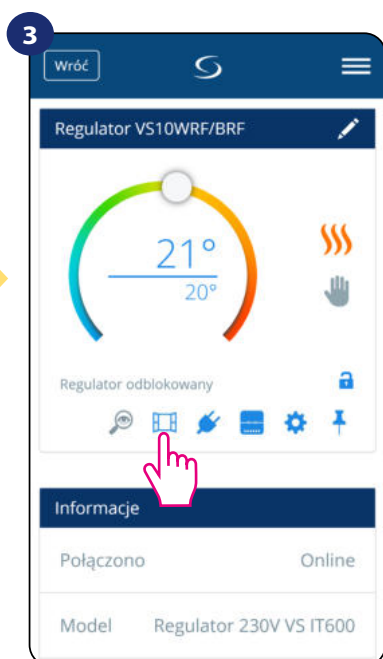 3
Wróć
Regulator VS10WRF/BRF
21°
20°
Regulator odblokowany
Informacje
Połączono Online
Model Regulator 230V VS IT600